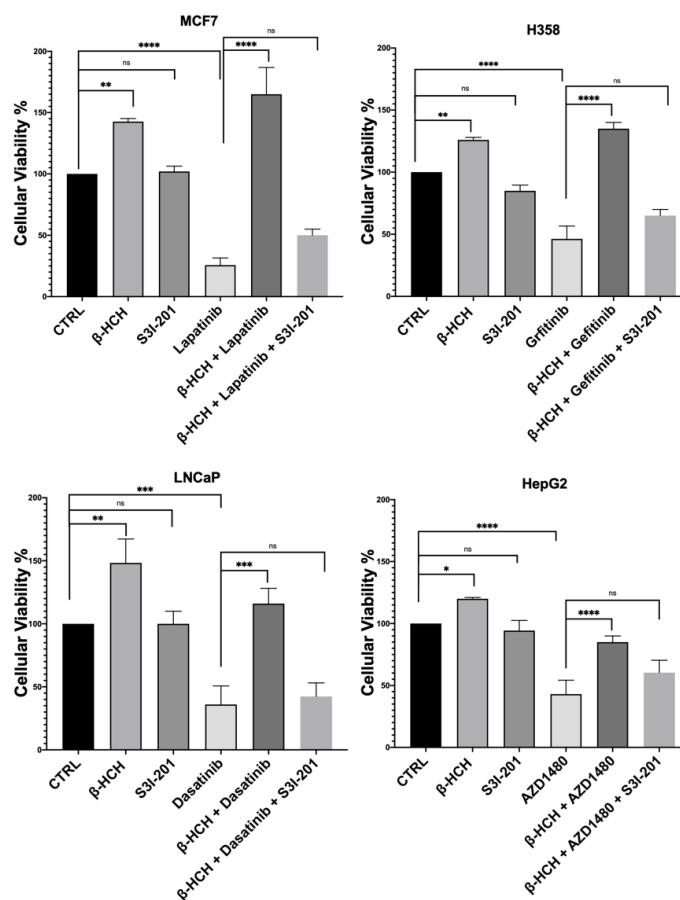 MCF7
Cellular Viability %
200
150
100
50
0
****
ns
**
****
ns
CTRL
β-HCH
S3I-201
Lapatinib
β-HCH + Lapatinib
β-HCH + Lapatinib + S3I-201
H358
Cellular Viability %
200
150
100
50
0
****
ns
**
ns
****
CTRL
β-HCH
S3I-201
Grfitinib
β-HCH + Gefitinib
β-HCH + Gefitinib + S3I-201
LNCaP
Cellular Viability %
200
150
100
50
0
***
ns
**
ns
***
CTRL
β-HCH
S3I-201
Dasatinib
β-HCH + Dasatinib
β-HCH + Dasatinib + S3I-201
HepG2
Cellular Viability %
200
150
100
50
0
****
ns
*
ns
****
CTRL
β-HCH
S3I-201
AZD1480
β-HCH + AZD1480
β-HCH + AZD1480 + S3I-201